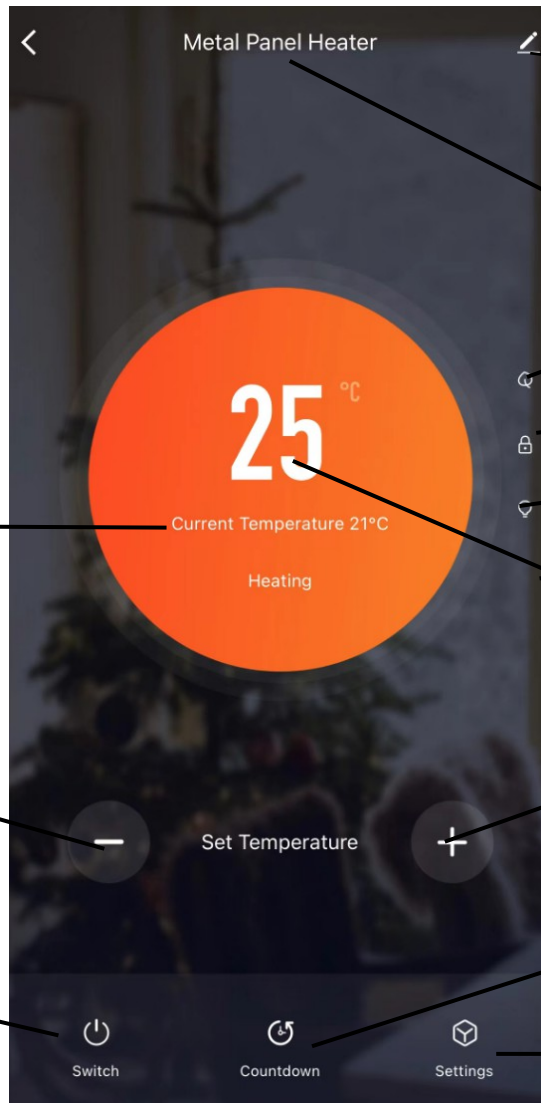 Metal Panel Heater
25 °C
Current Temperature 21°C
Heating
Set Temperature
Switch
Countdown
Settings